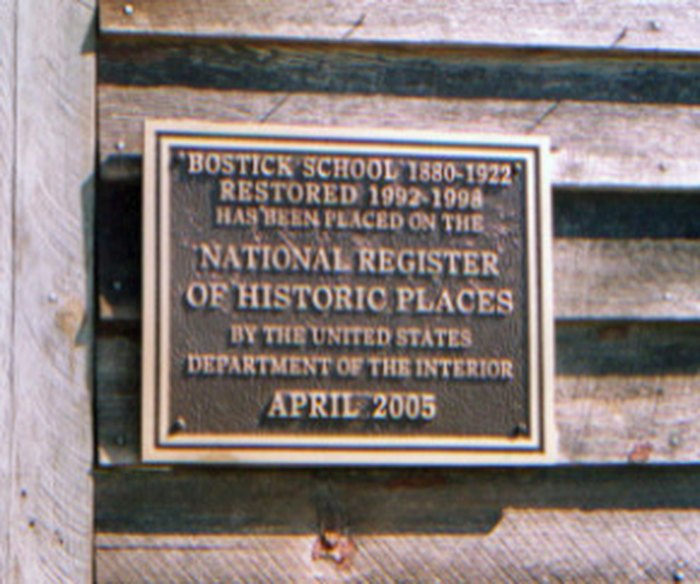 BOSTICK SCHOOL 1880-1922
RESTORED 1992-1998
HAS BEEN PLACED ON THE
NATIONAL REGISTER
OF HISTORIC PLACES
BY THE UNITED STATES
DEPARTMENT OF THE INTERIOR
APRIL 2005